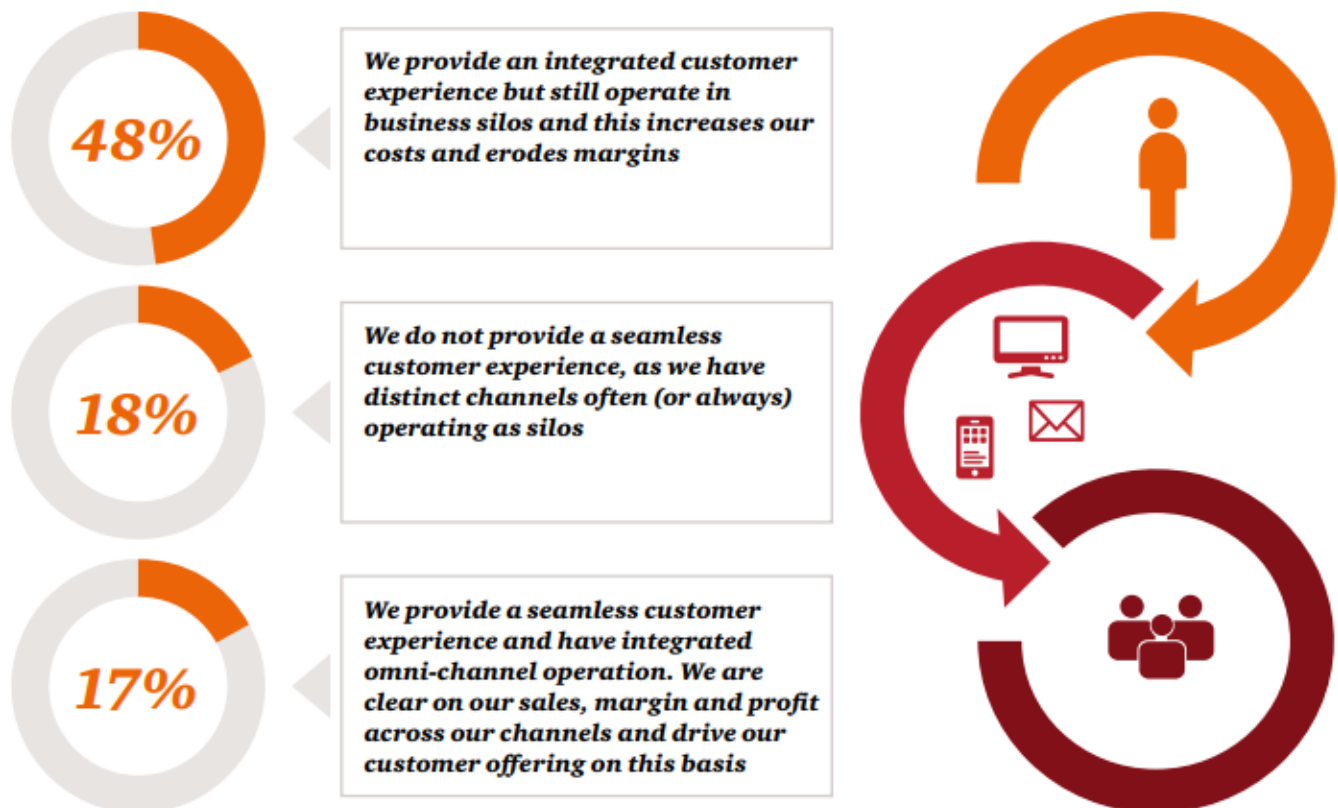 48%
We provide an integrated customer
experience but still operate in
business silos and this increases our
costs and erodes margins
18%
We do not provide a seamless
customer experience, as we have
distinct channels often (or always)
operating as silos
17%
We provide a seamless customer
experience and have integrated
omni-channel operation. We are
clear on our sales, margin and profit
across our channels and drive our
customer offering on this basis